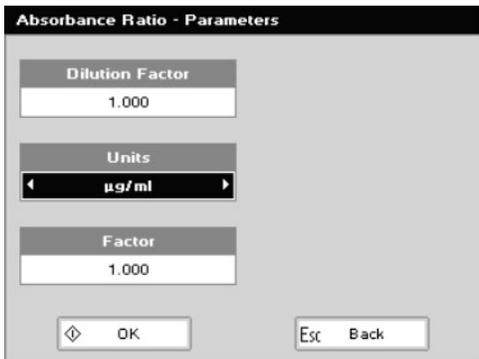 Absorbance Ratio - Parameters
Dilution Factor
1.000
Units
µg/ml
Factor
1.000
OK
Esc Back